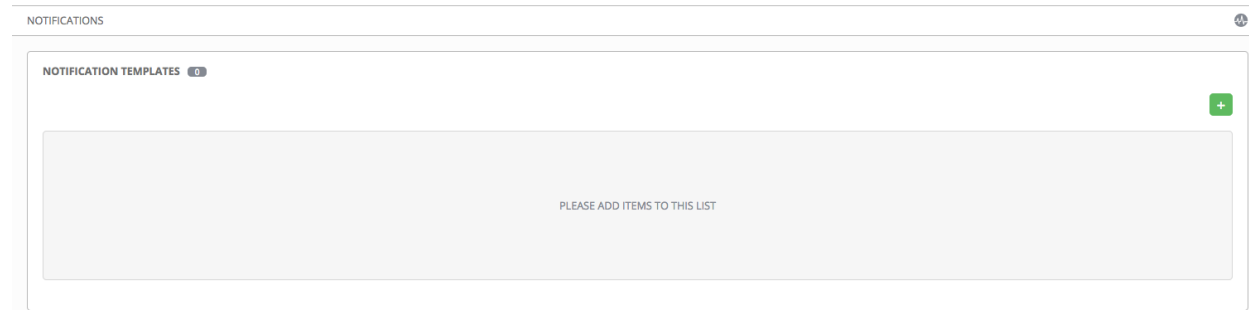 NOTIFICATIONS
NOTIFICATION TEMPLATES 0
+
PLEASE ADD ITEMS TO THIS LIST